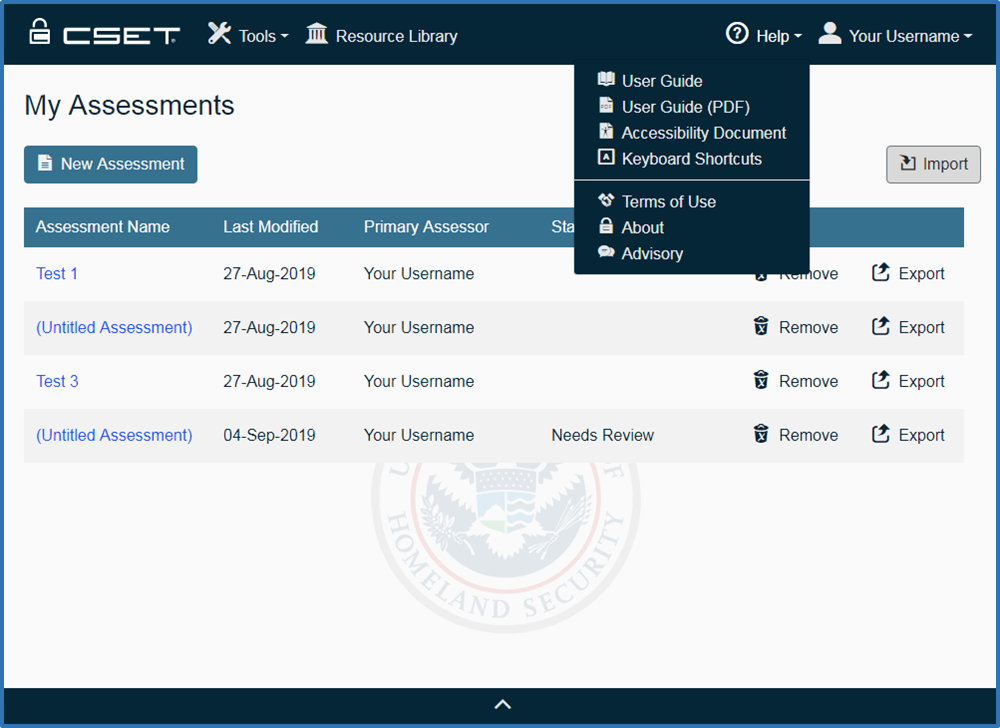 CSET Tools Resource Library Help Your Username
User Guide
User Guide (PDF)
Accessibility Document
Keyboard Shortcuts
Terms of Use
About
Advisory
My Assessments
New Assessment Import
Assessment Name Last Modified Primary Assessor Sta
Test 1 27-Aug-2019 Your Username Remove Export
(Untitled Assessment) 27-Aug-2019 Your Username Remove Export
Test 3 27-Aug-2019 Your Username Remove Export
(Untitled Assessment) 04-Sep-2019 Your Username Needs Review Remove Export
HOMELAND SECURITY